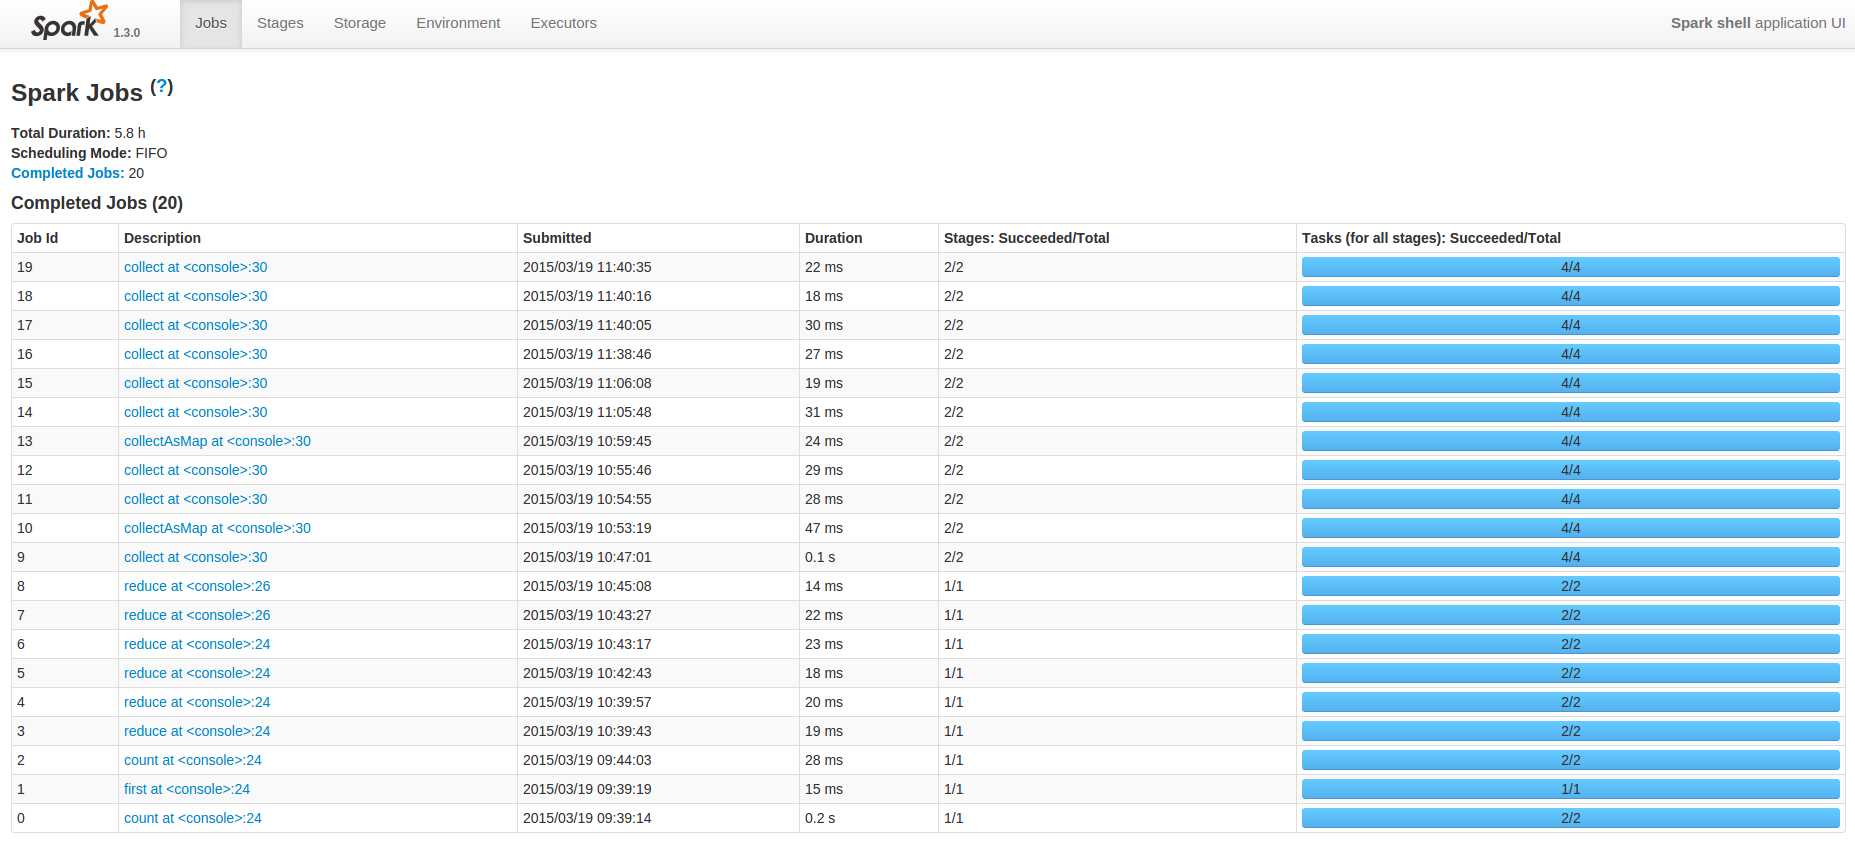 Spark 1.3.0 Jobs Stages Storage Environment Executors Spark shell application UI
Spark Jobs (?)
Total Duration: 5.8 h
Scheduling Mode: FIFO
Completed Jobs: 20
Completed Jobs (20)
Job Id Description Submitted Duration Stages: Succeeded/Total Tasks (for all stages): Succeeded/Total
19 collect at <console>:30 2015/03/19 11:40:35 22 ms 2/2 4/4
18 collect at <console>:30 2015/03/19 11:40:16 18 ms 2/2 4/4
17 collect at <console>:30 2015/03/19 11:40:05 30 ms 2/2 4/4
16 collect at <console>:30 2015/03/19 11:38:46 27 ms 2/2 4/4
15 collect at <console>:30 2015/03/19 11:06:08 19 ms 2/2 4/4
14 collect at <console>:30 2015/03/19 11:05:48 31 ms 2/2 4/4
13 collectAsMap at <console>:30 2015/03/19 10:59:45 24 ms 2/2 4/4
12 collect at <console>:30 2015/03/19 10:55:46 29 ms 2/2 4/4
11 collect at <console>:30 2015/03/19 10:54:55 28 ms 2/2 4/4
10 collectAsMap at <console>:30 2015/03/19 10:53:19 47 ms 2/2 4/4
9 collect at <console>:30 2015/03/19 10:47:01 0.1 s 2/2 4/4
8 reduce at <console>:26 2015/03/19 10:45:08 14 ms 1/1 2/2
7 reduce at <console>:26 2015/03/19 10:43:27 22 ms 1/1 2/2
6 reduce at <console>:24 2015/03/19 10:43:17 23 ms 1/1 2/2
5 reduce at <console>:24 2015/03/19 10:42:43 18 ms 1/1 2/2
4 reduce at <console>:24 2015/03/19 10:39:57 20 ms 1/1 2/2
3 reduce at <console>:24 2015/03/19 10:39:43 19 ms 1/1 2/2
2 count at <console>:24 2015/03/19 09:44:03 28 ms 1/1 2/2
1 first at <console>:24 2015/03/19 09:39:19 15 ms 1/1 1/1
0 count at <console>:24 2015/03/19 09:39:14 0.2 s 1/1 2/2